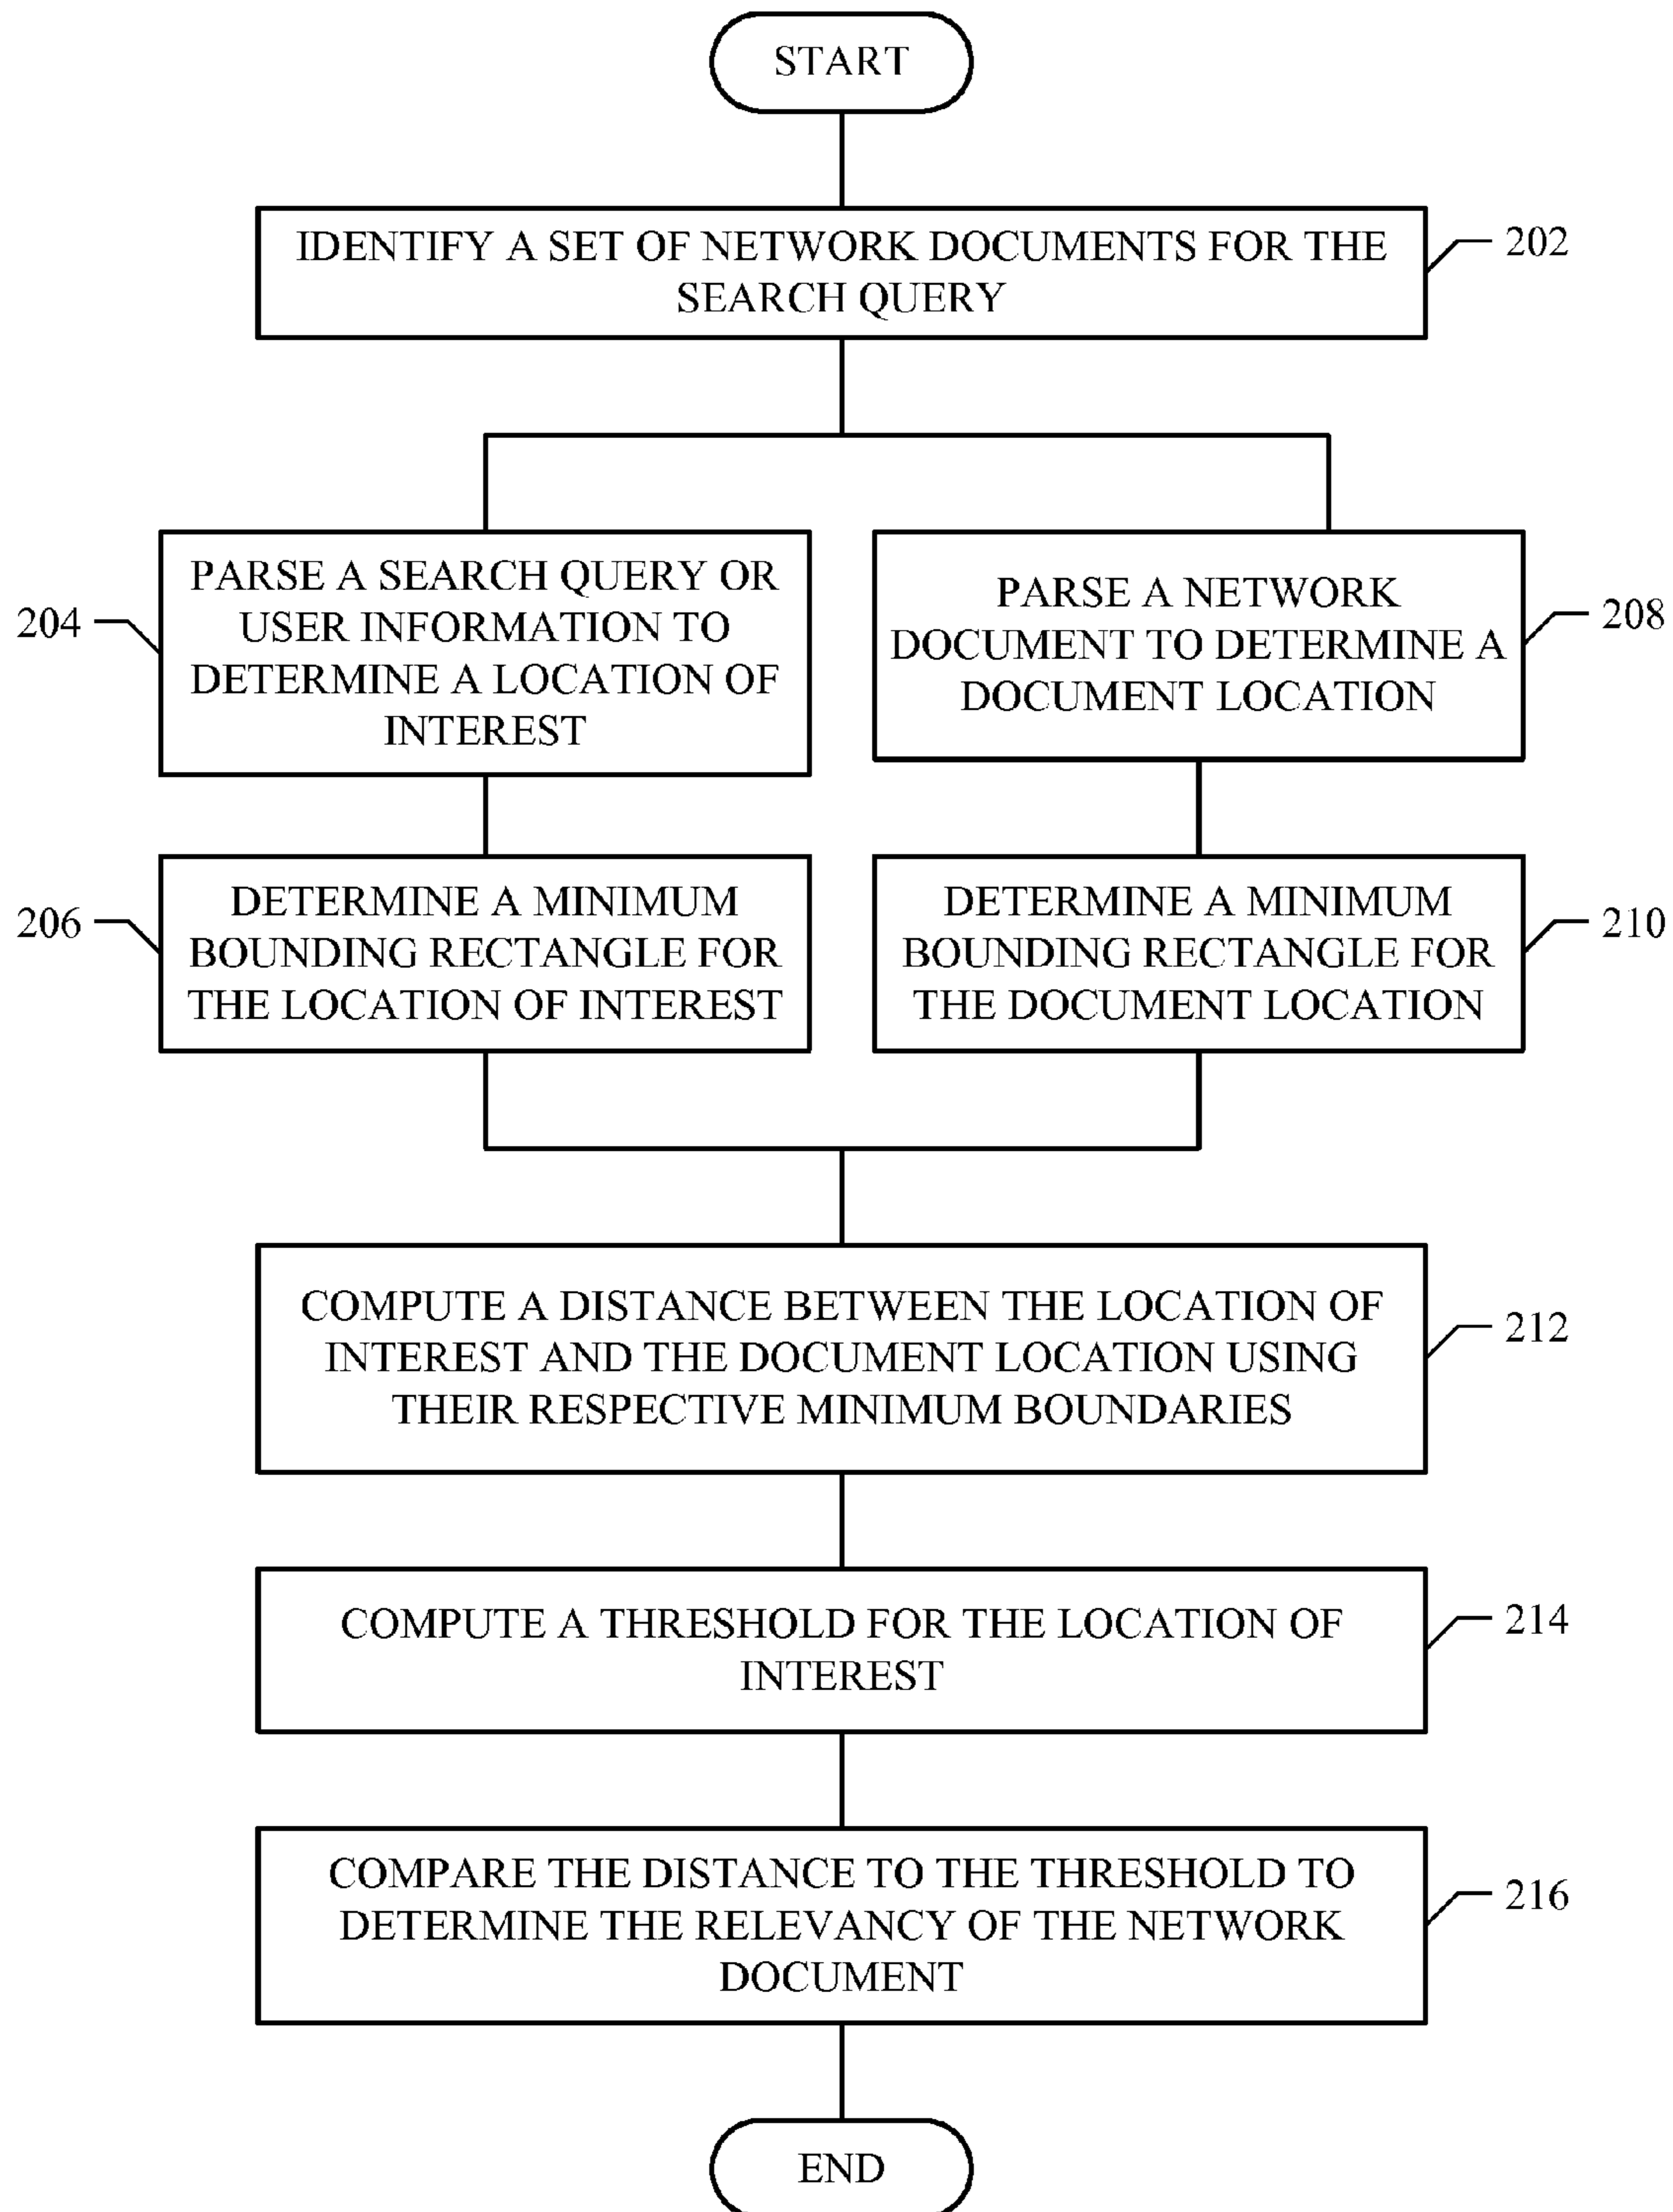 START
IDENTIFY A SET OF NETWORK DOCUMENTS FOR THE
SEARCH QUERY
202
PARSE A SEARCH QUERY OR
USER INFORMATION TO
DETERMINE A LOCATION OF
INTEREST
204
PARSE A NETWORK
DOCUMENT TO DETERMINE A
DOCUMENT LOCATION
208
DETERMINE A MINIMUM
BOUNDING RECTANGLE FOR
THE LOCATION OF INTEREST
206
DETERMINE A MINIMUM
BOUNDING RECTANGLE FOR
THE DOCUMENT LOCATION
210
COMPUTE A DISTANCE BETWEEN THE LOCATION OF
INTEREST AND THE DOCUMENT LOCATION USING
THEIR RESPECTIVE MINIMUM BOUNDARIES
212
COMPUTE A THRESHOLD FOR THE LOCATION OF
INTEREST
214
COMPARE THE DISTANCE TO THE THRESHOLD TO
DETERMINE THE RELEVANCY OF THE NETWORK
DOCUMENT
216
END